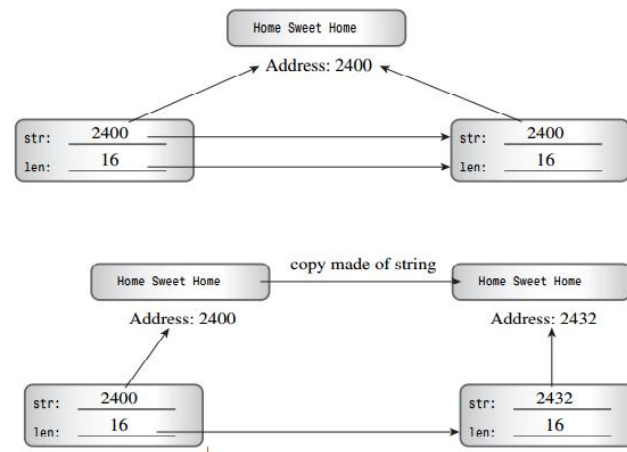 Home Sweet Home
Address: 2400
str: 2400
len: 16
str: 2400
len: 16
copy made of string
Home Sweet Home
Home Sweet Home
Address: 2400
Address: 2432
str: 2400
len: 16
str: 2432
len: 16